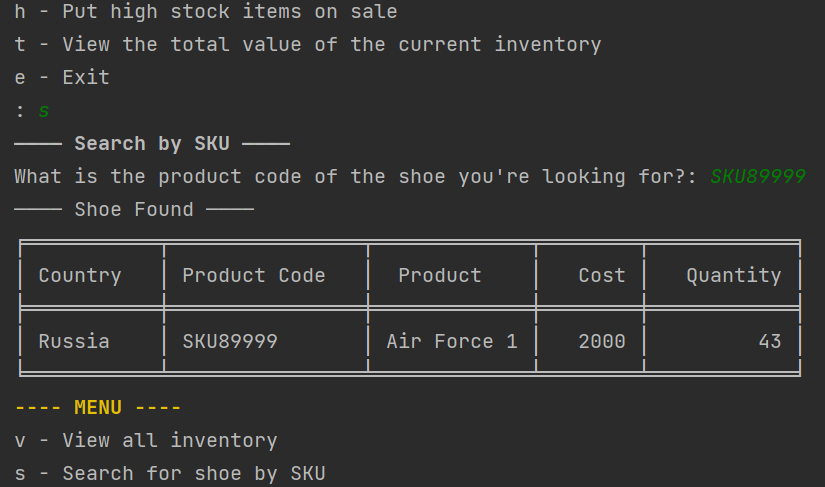 h - Put high stock items on sale
t - View the total value of the current inventory
e - Exit
: s
──── Search by SKU ────
What is the product code of the shoe you're looking for?: SKU89999
──── Shoe Found ────
╒═══════════╤════════════════╤═════════════╤════════╤════════════╕
│ Country   │ Product Code   │  Product    │   Cost │   Quantity │
╞═══════════╪════════════════╪═════════════╪════════╪════════════╡
│ Russia    │ SKU89999       │ Air Force 1 │   2000 │         43 │
╘═══════════╧════════════════╧═════════════╧════════╧════════════╛
---- MENU ----
v - View all inventory
s - Search for shoe by SKU